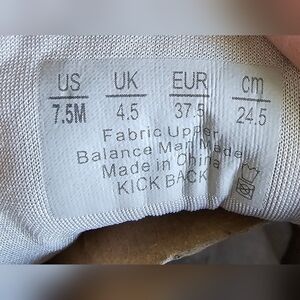 US UK EUR cm
7.5M 4.5 37.5 24.5
Fabric Upper
Balance Man Made
Made in China
KICK BACK